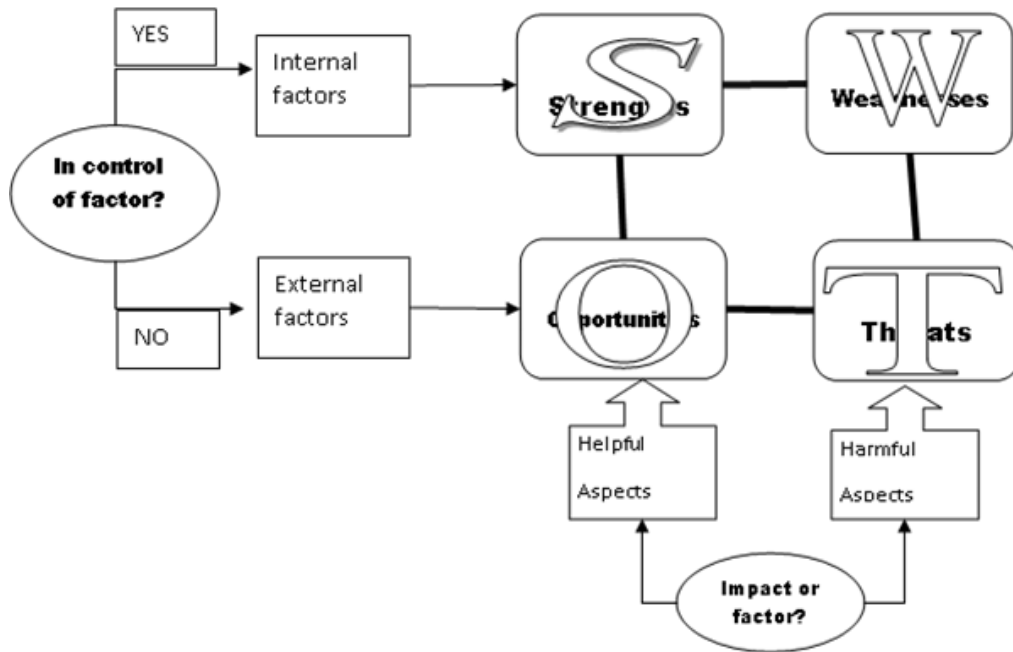 YES
Internal
factors
S
Strengths
W
Weaknesses
In control
of factor?
External
factors
NO
O
Opportunities
T
Threats
Helpful
Aspects
Harmful
Aspects
Impact or
factor?